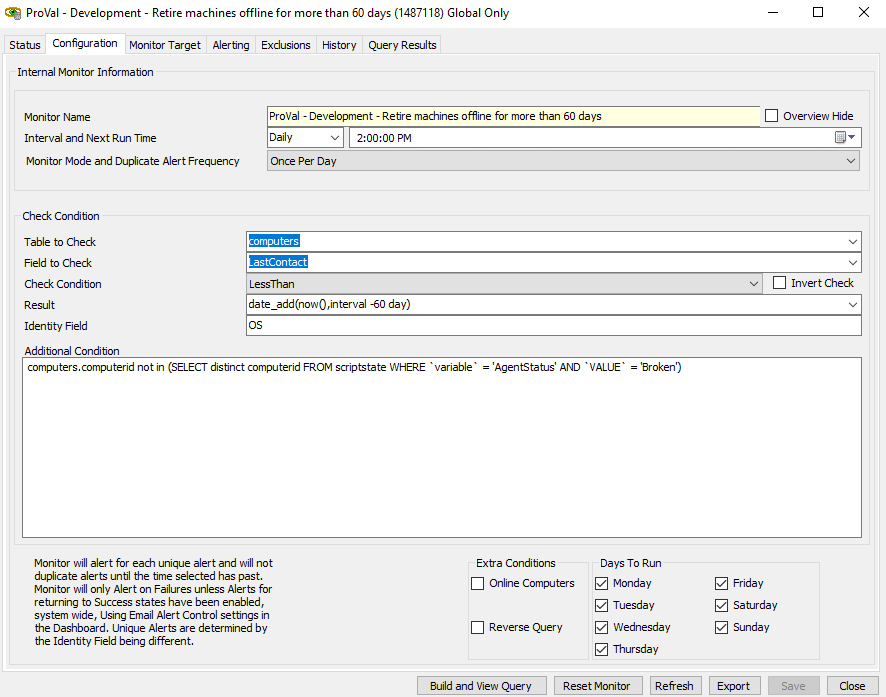 ProVal - Development - Retire machines offline for more than 60 days (1487118) Global Only
Status Configuration Monitor Target Alerting Exclusions History Query Results
Internal Monitor Information
Monitor Name ProVal - Development - Retire machines offline for more than 60 days Overview Hide
Interval and Next Run Time Daily 2:00:00 PM
Monitor Mode and Duplicate Alert Frequency Once Per Day
Check Condition
Table to Check computers
Field to Check LastContact
Check Condition LessThan Invert Check
Result date_add(now(),interval -60 day)
Identity Field OS
Additional Condition
computers.computerid not in (SELECT distinct computerid FROM scriptstate WHERE `variable` = 'AgentStatus' AND `VALUE` = 'Broken')
Monitor will alert for each unique alert and will not
duplicate alerts until the time selected has past.
Monitor will only Alert on Failures unless Alerts for
returning to Success states have been enabled,
system wide, Using Email Alert Control settings in
the Dashboard. Unique Alerts are determined by
the Identity Field being different.
Extra Conditions
Online Computers
Reverse Query
Days To Run
Monday Friday
Tuesday Saturday
Wednesday Sunday
Thursday
Build and View Query Reset Monitor Refresh Export Save Close